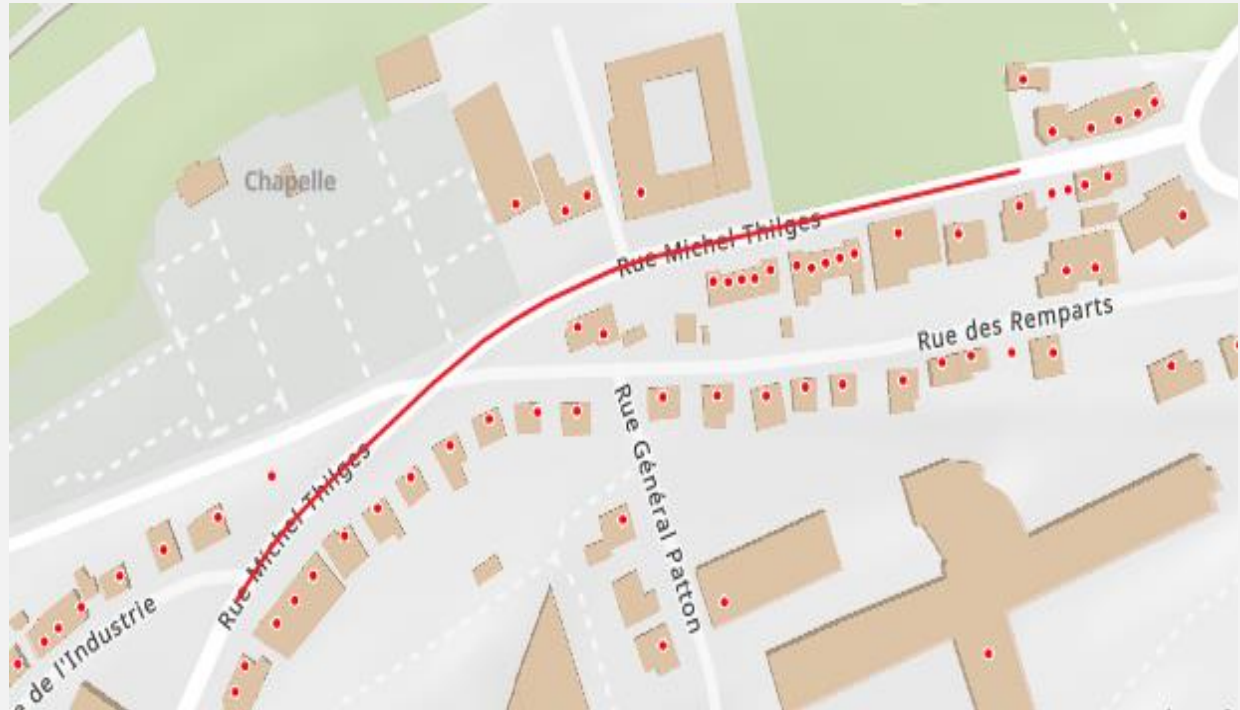 Chapelle
Rue Michel Thilges
Rue des Remparts
Rue Général Patton
Rue Michel Thilges
de l'Industrie